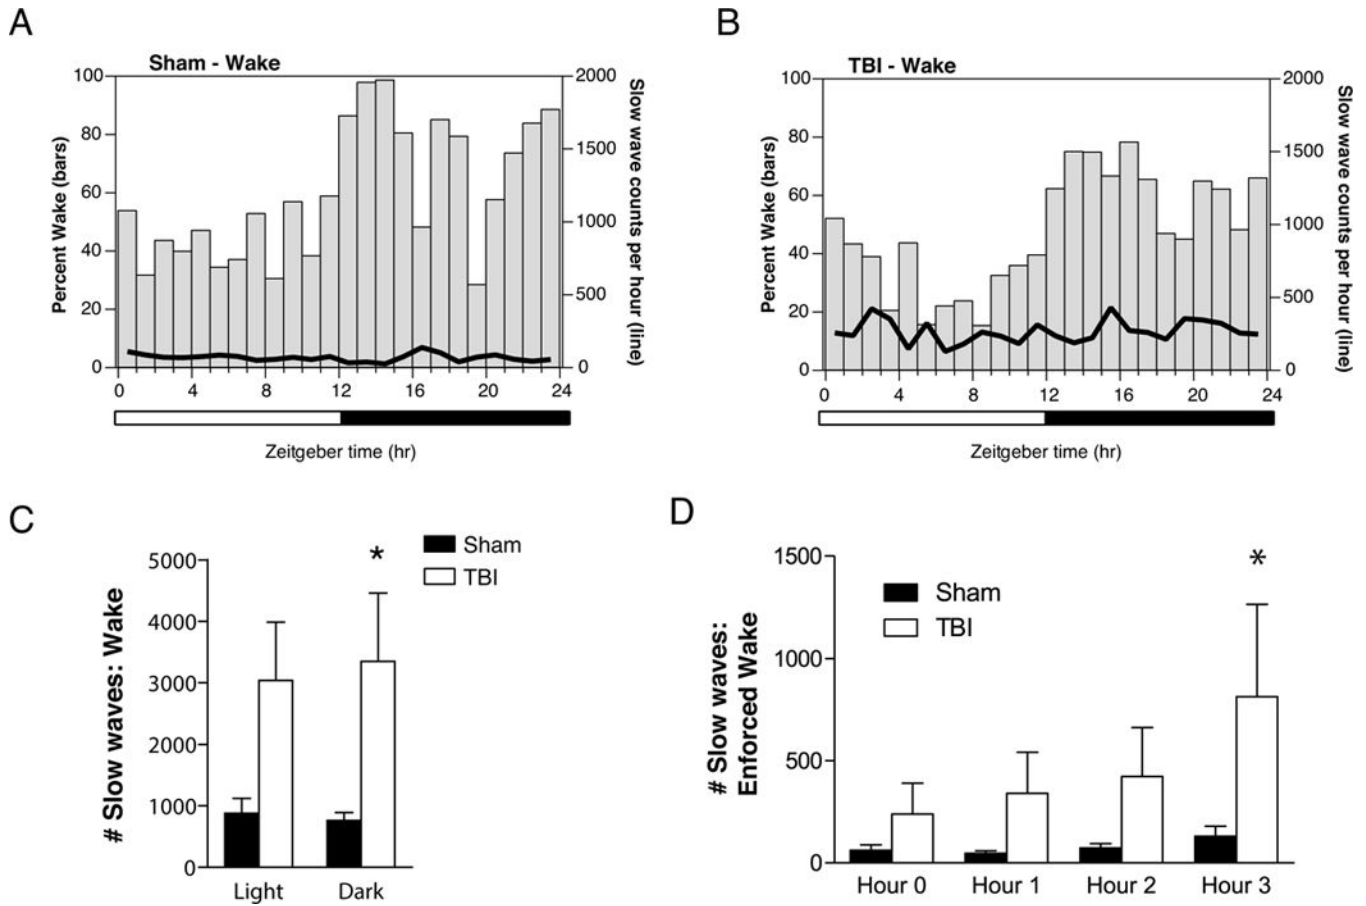 A
Sham - Wake
100
80
60
40
20
0
Percent Wake (bars)
2000
1500
1000
500
0
Slow wave counts per hour (line)
0 4 8 12 16 20 24
Zeitgeber time (hr)
B
TBI - Wake
100
80
60
40
20
0
Percent Wake (bars)
2000
1500
1000
500
0
Slow wave counts per hour (line)
0 4 8 12 16 20 24
Zeitgeber time (hr)
C
Sham
TBI
*
5000
4000
3000
2000
1000
0
# Slow waves: Wake
Light Dark
D
Sham
TBI
*
1500
1000
500
0
# Slow waves:
Enforced Wake
Hour 0 Hour 1 Hour 2 Hour 3